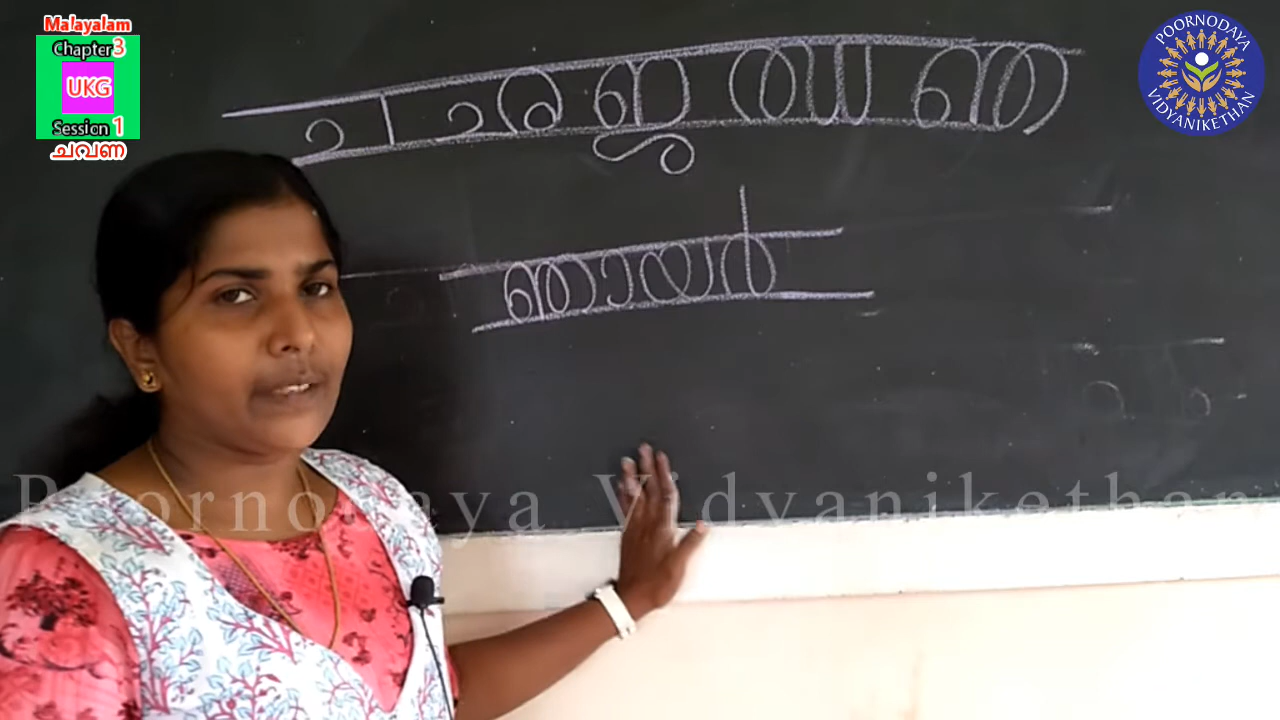 Malayalam
Chapter 3
UKG
Session 1
ചവണ
POORNODAYA VIDYANIKETHAN
ച ഛ ജ ഝ ഞ
ഞായർ
Poornodaya Vidyanikethan